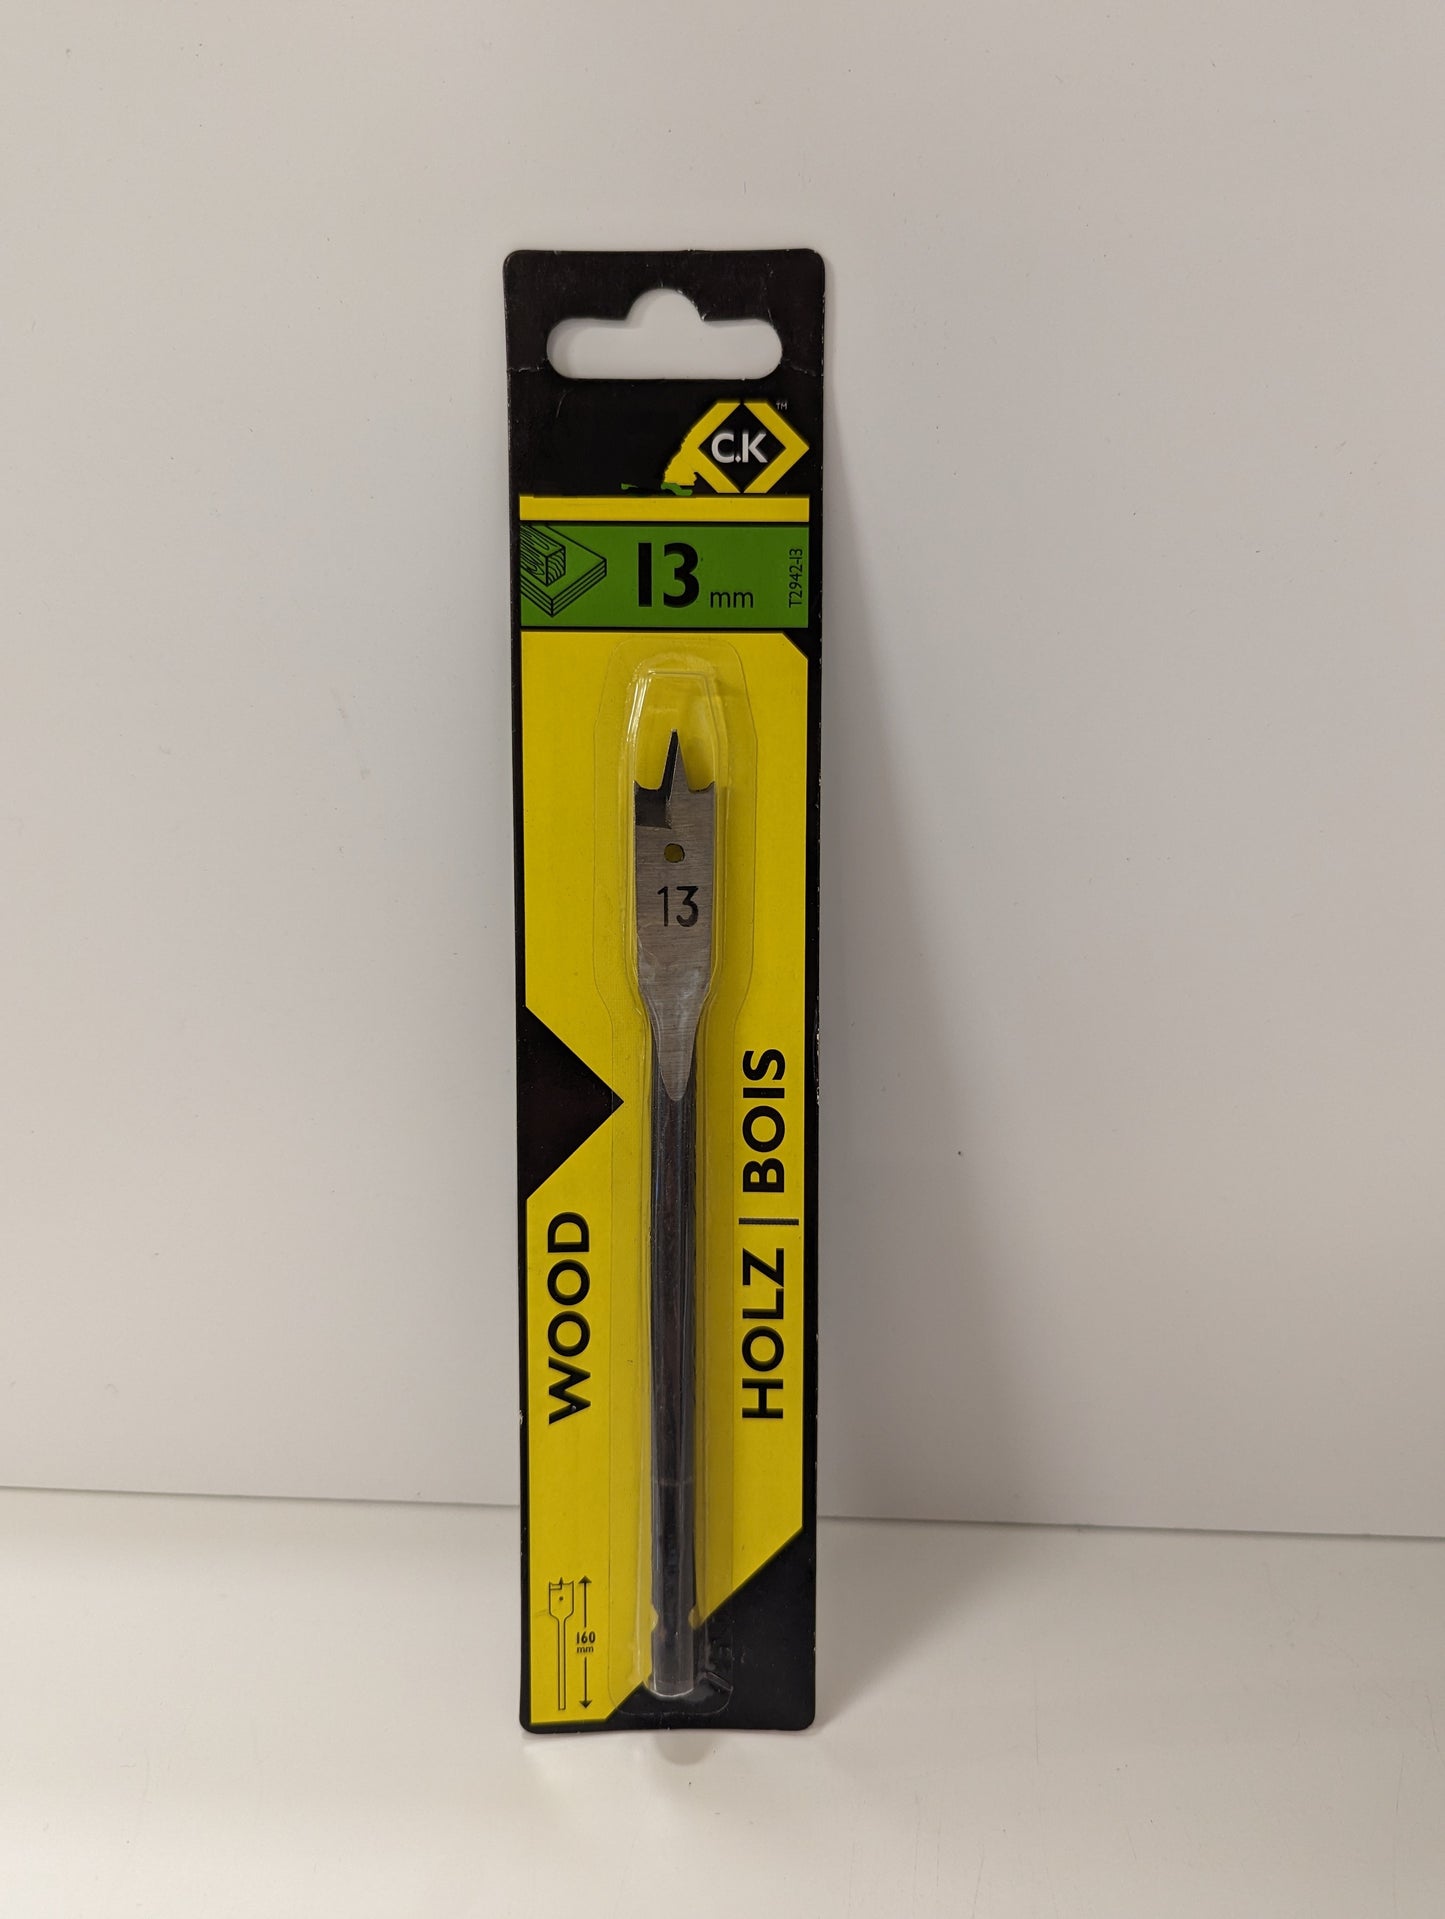 C.K
TM
13 mm
T2942-13
13
WOOD
HOLZ | BOIS
160
mm